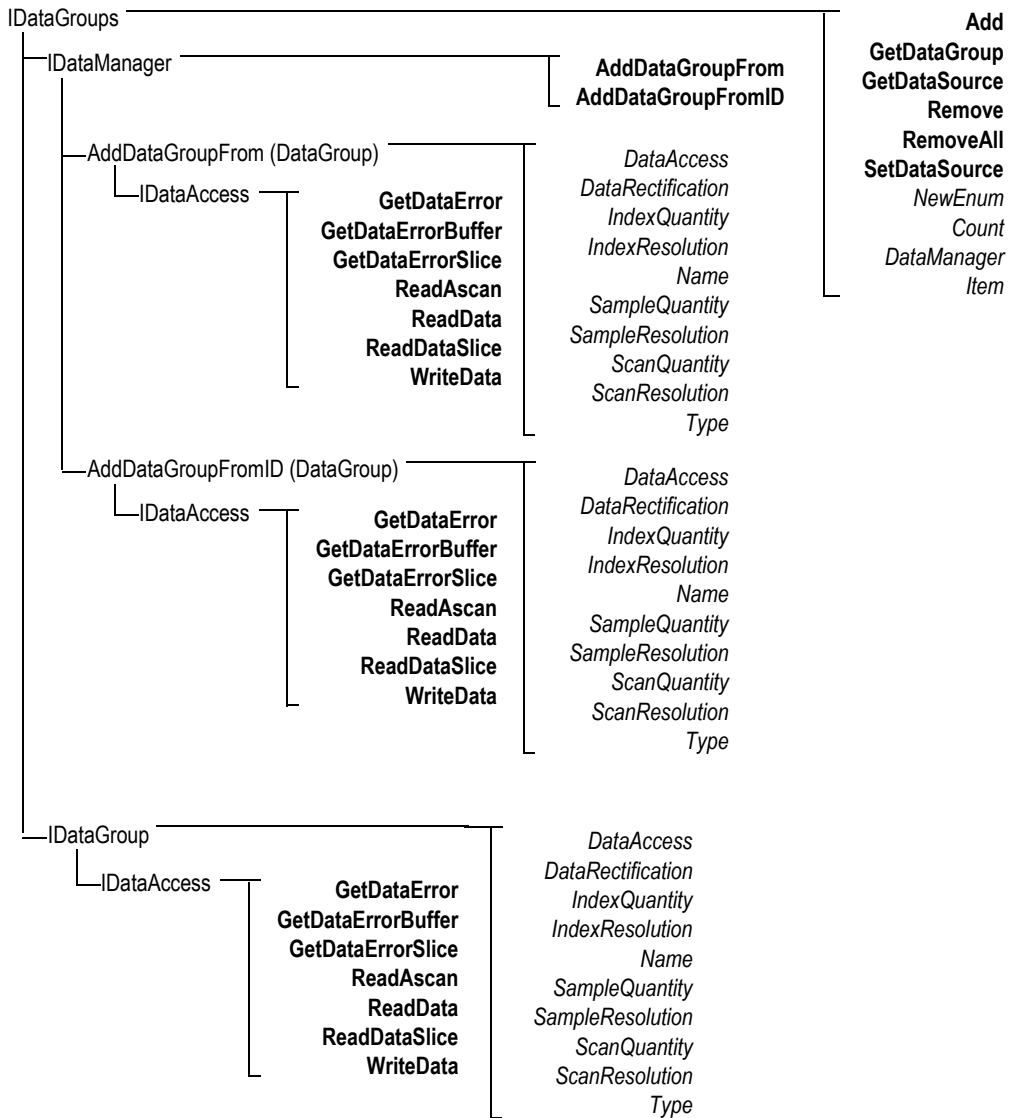 IDataGroups
Add
GetDataGroup
GetDataSource
Remove
RemoveAll
SetDataSource
NewEnum
Count
DataManager
Item
IDataManager
AddDataGroupFrom
AddDataGroupFromID
AddDataGroupFrom (DataGroup)
DataAccess
DataRectification
IndexQuantity
IndexResolution
Name
SampleQuantity
SampleResolution
ScanQuantity
ScanResolution
Type
IDataAccess
GetDataError
GetDataErrorBuffer
GetDataErrorSlice
ReadAscan
ReadData
ReadDataSlice
WriteData
AddDataGroupFromID (DataGroup)
DataAccess
DataRectification
IndexQuantity
IndexResolution
Name
SampleQuantity
SampleResolution
ScanQuantity
ScanResolution
Type
IDataAccess
GetDataError
GetDataErrorBuffer
GetDataErrorSlice
ReadAscan
ReadData
ReadDataSlice
WriteData
IDataGroup
DataAccess
DataRectification
IndexQuantity
IndexResolution
Name
SampleQuantity
SampleResolution
ScanQuantity
ScanResolution
Type
IDataAccess
GetDataError
GetDataErrorBuffer
GetDataErrorSlice
ReadAscan
ReadData
ReadDataSlice
WriteData